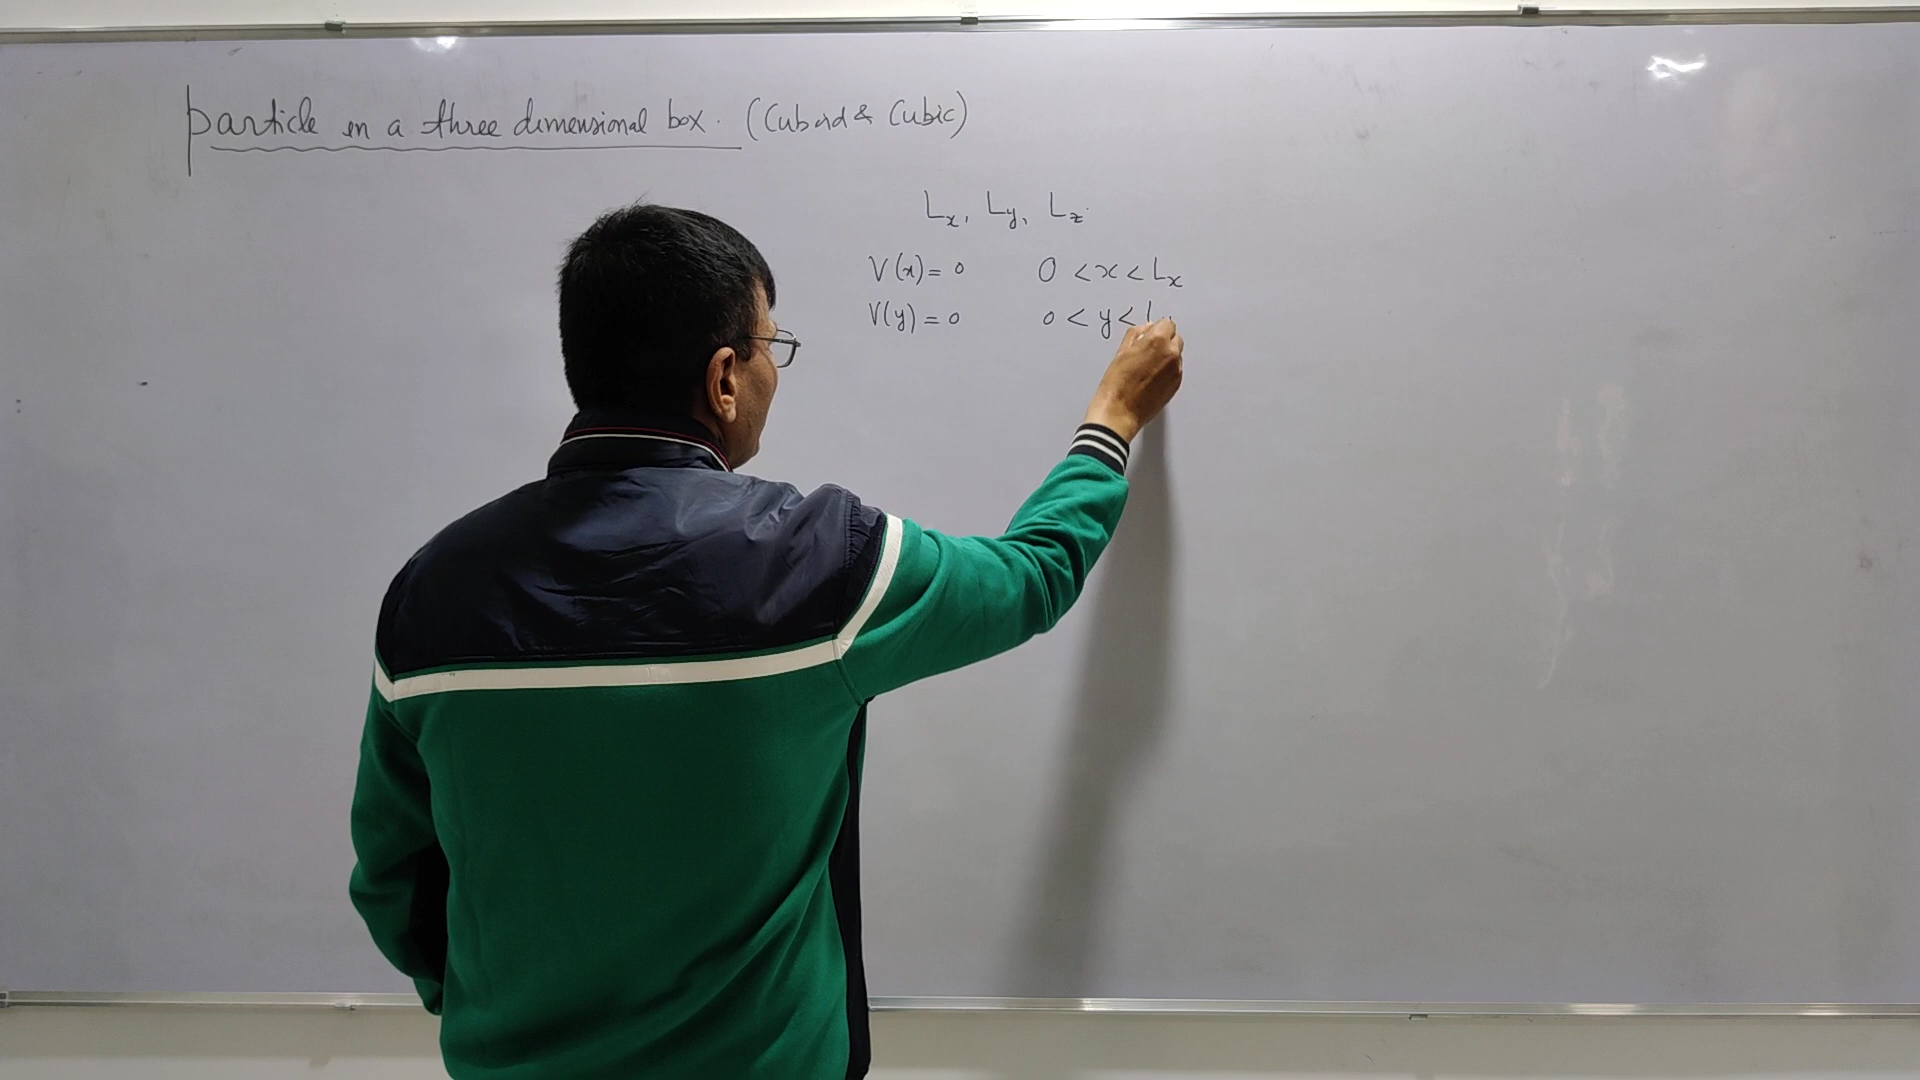 Particle in a three dimensional box. (Cuboid & Cubic)
Lx, Ly, Lz
V(x) = 0 0 < x < Lx
V(y) = 0 0 < y < L